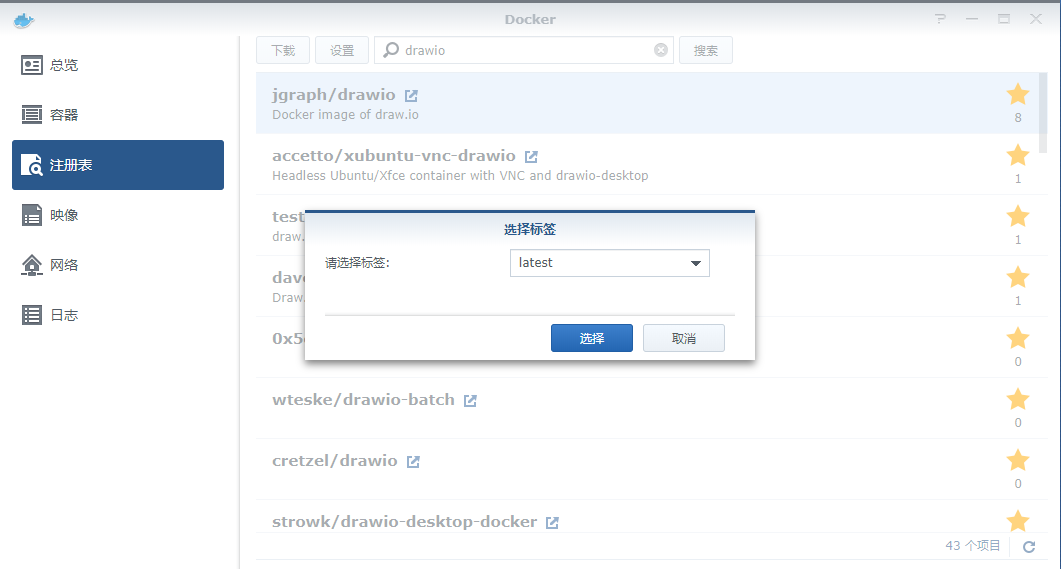 Docker
总览
容器
注册表
映像
网络
日志
下载 设置 drawio 搜索
jgraph/drawio
8
Docker image of draw.io
accetto/xubuntu-vnc-drawio
1
Headless Ubuntu/Xfce container with VNC and drawio-desktop
test
1
draw.
dave
1
Draw.
0x5
0
wteske/drawio-batch
0
cretzel/drawio
0
strowk/drawio-desktop-docker
43 个项目
选择标签
请选择标签: latest
选择 取消